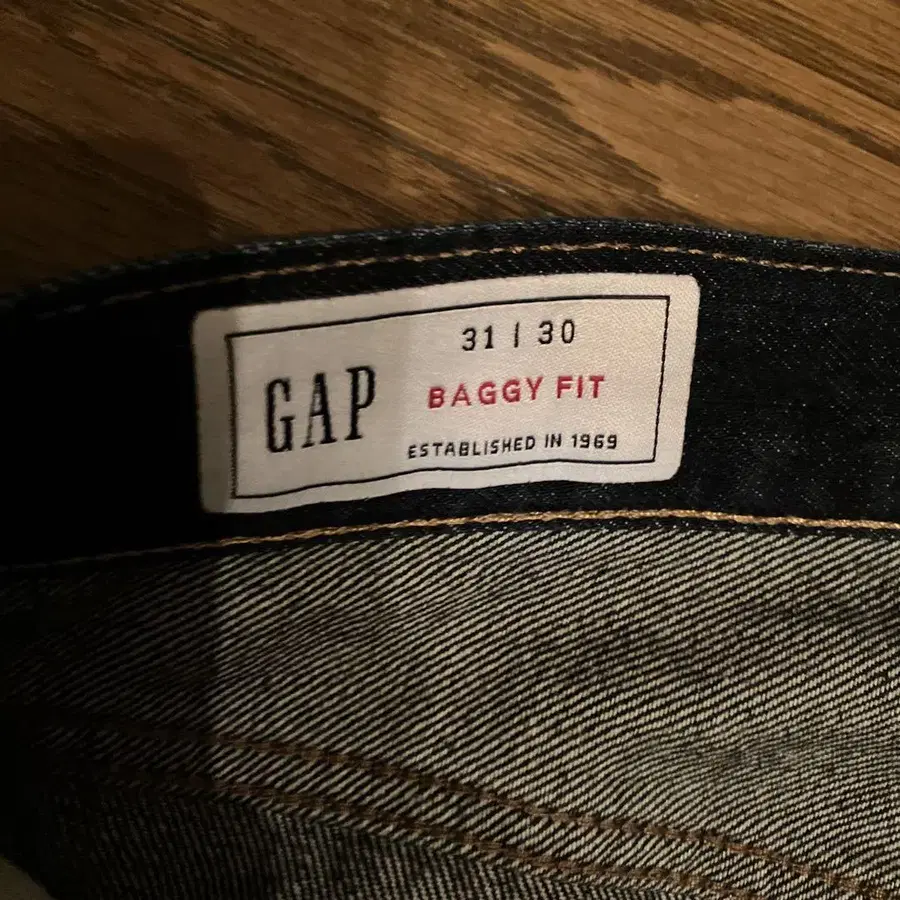 GAP
31 | 30
BAGGY FIT
ESTABLISHED IN 1969